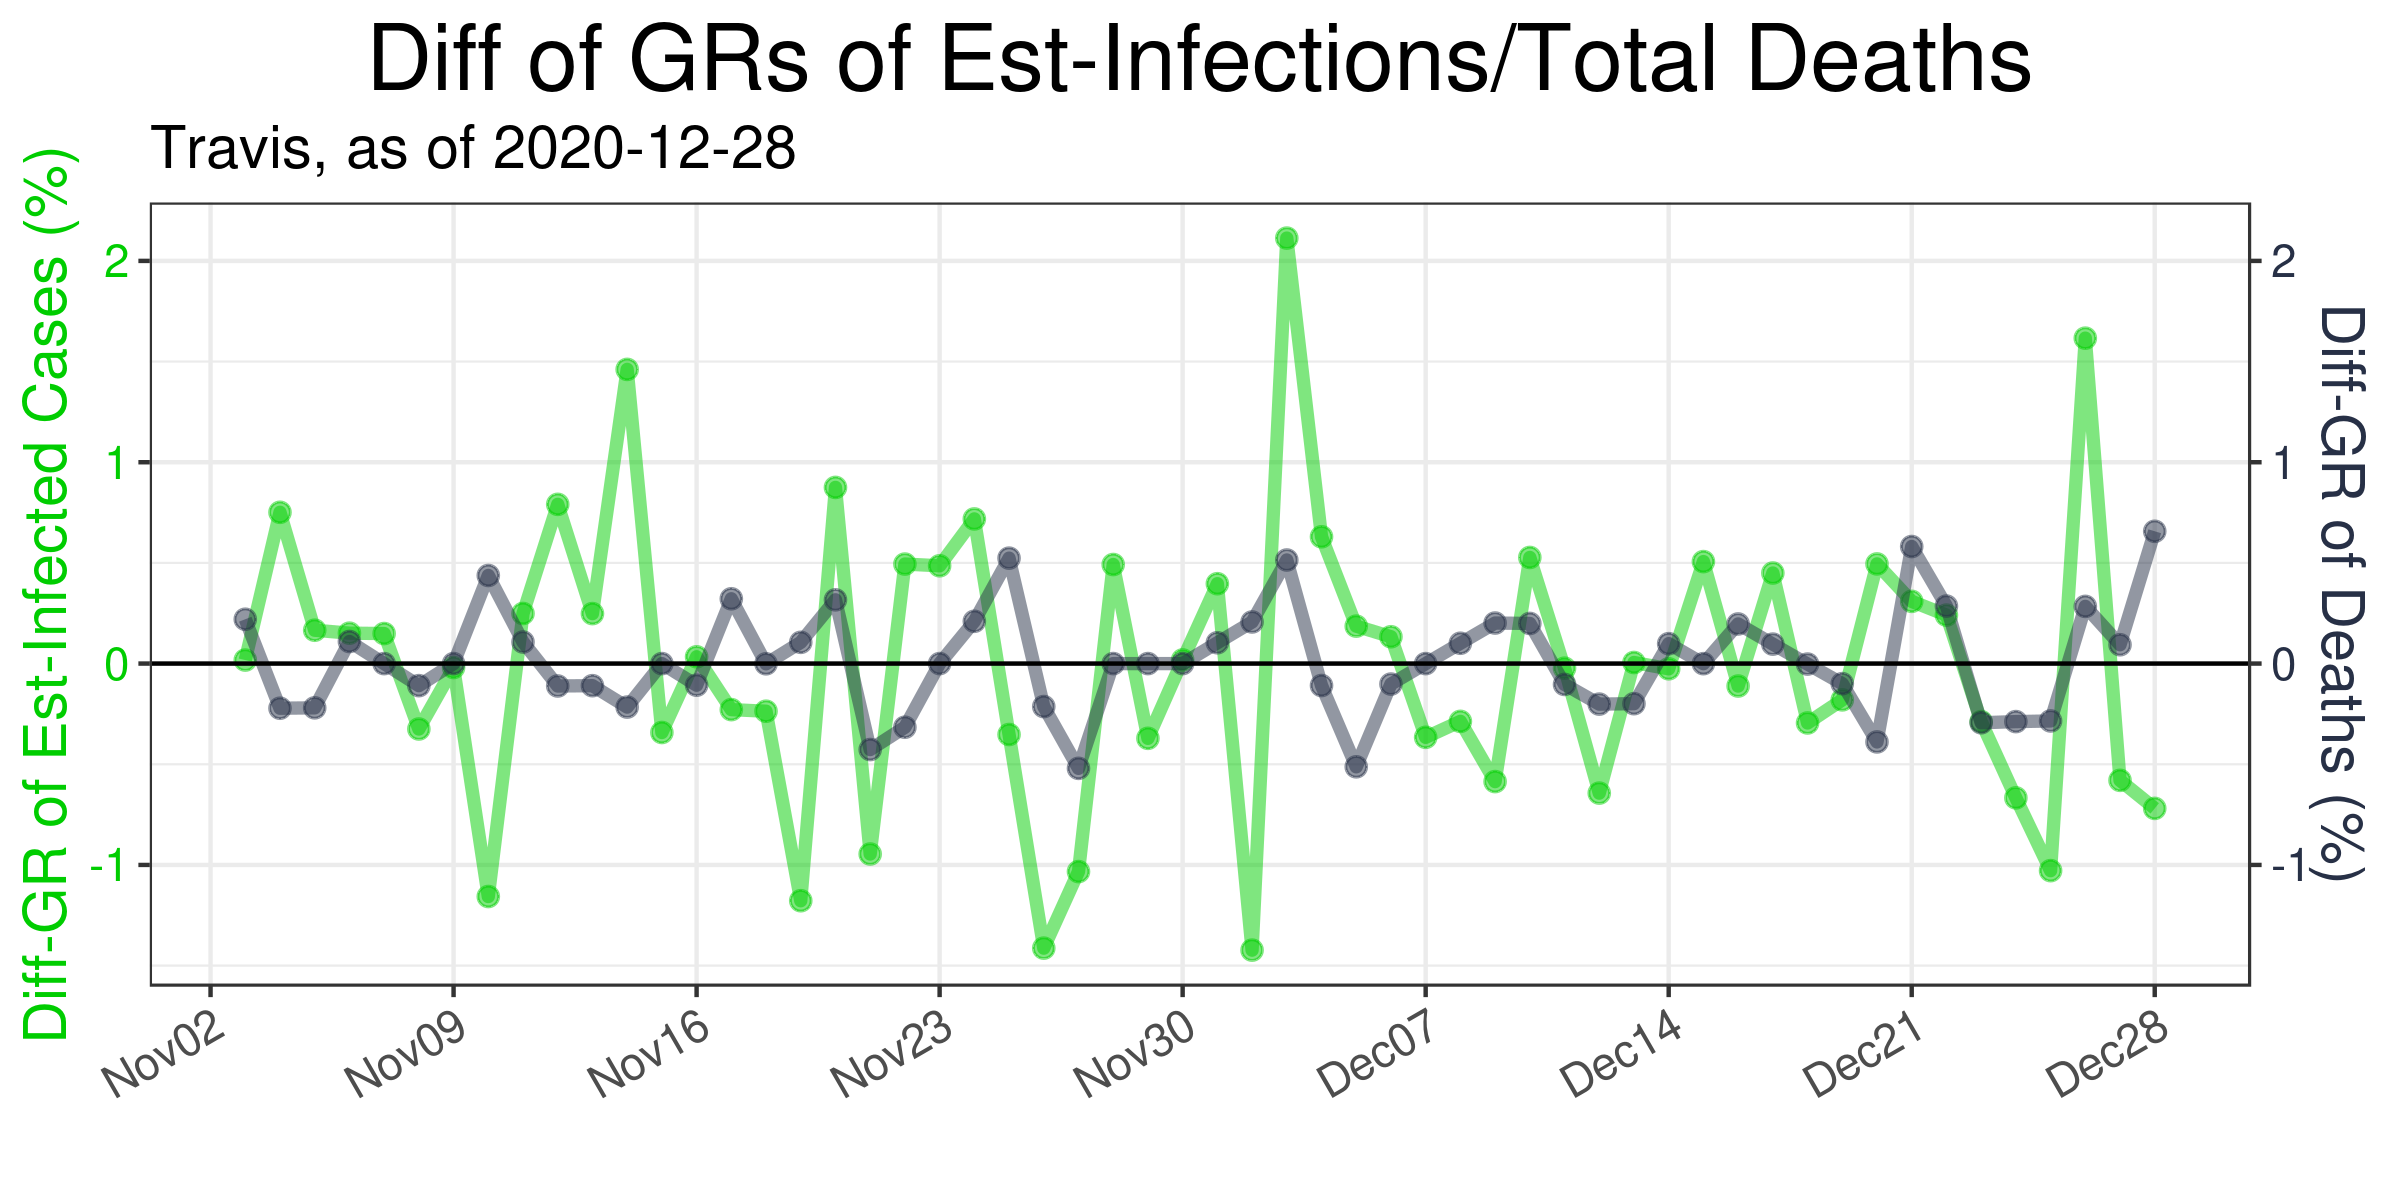 Diff of GRs of Est-Infections/Total Deaths
Travis, as of 2020-12-28
Diff-GR of Est-Infected Cases (%)
2
1
0
-1
2
1
0
-1
Diff-GR of Deaths (%)
Nov02
Nov09
Nov16
Nov23
Nov30
Dec07
Dec14
Dec21
Dec28